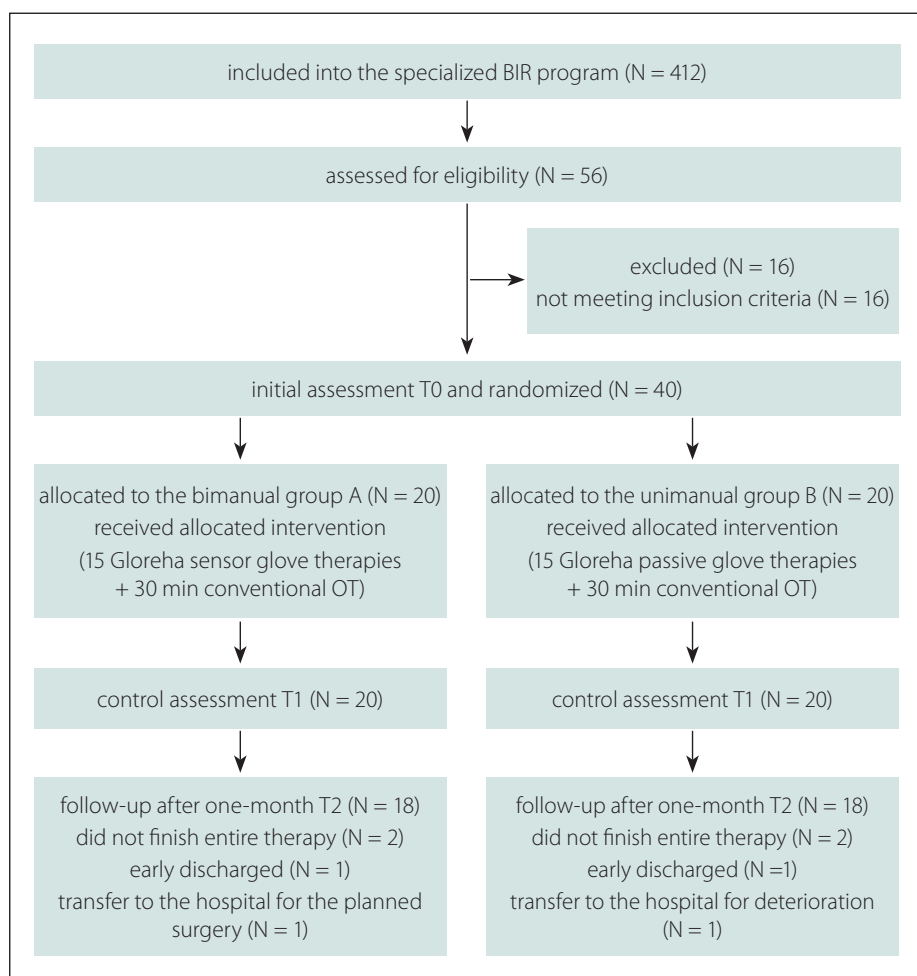 included into the specialized BIR program (N = 412)
assessed for eligibility (N = 56)
excluded (N = 16)
not meeting inclusion criteria (N = 16)
initial assessment T0 and randomized (N = 40)
allocated to the bimanual group A (N = 20)
received allocated intervention
(15 Gloreha sensor glove therapies
+ 30 min conventional OT)
allocated to the unimanual group B (N = 20)
received allocated intervention
(15 Gloreha passive glove therapies
+ 30 min conventional OT)
control assessment T1 (N = 20)
control assessment T1 (N = 20)
follow-up after one-month T2 (N = 18)
did not finish entire therapy (N = 2)
early discharged (N = 1)
transfer to the hospital for the planned
surgery (N = 1)
follow-up after one-month T2 (N = 18)
did not finish entire therapy (N = 2)
early discharged (N =1)
transfer to the hospital for deterioration
(N = 1)